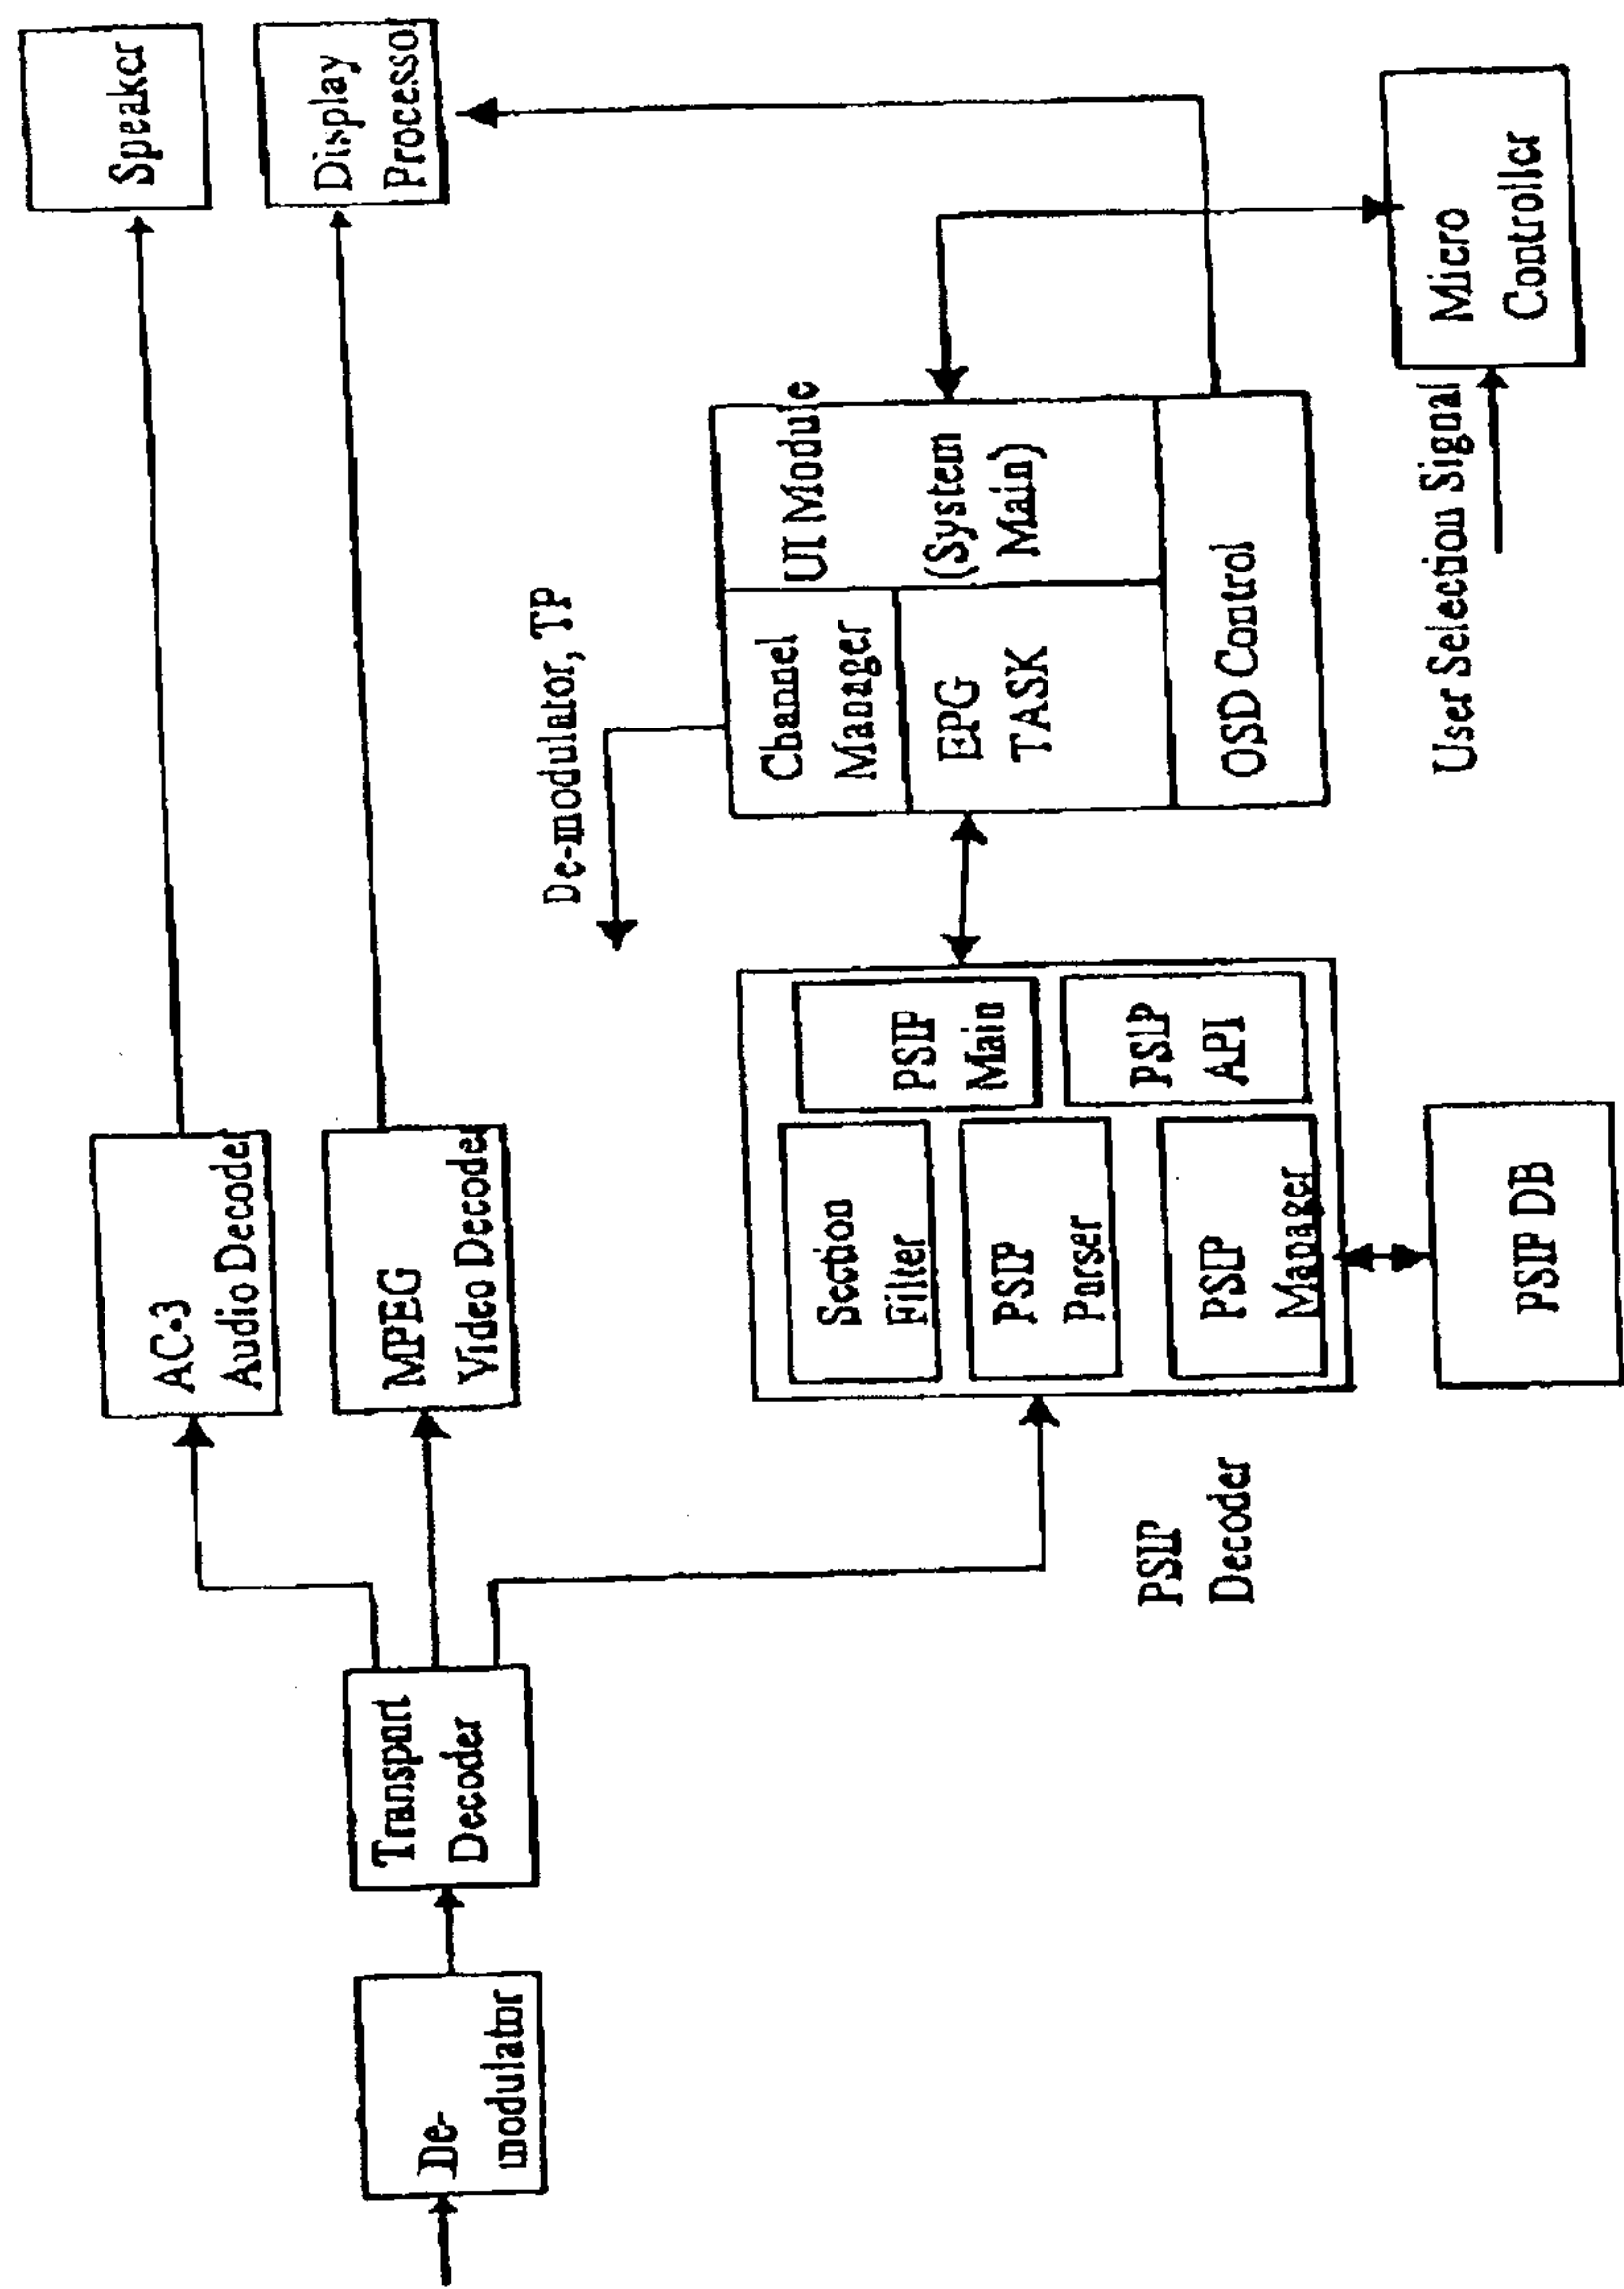 Speaker
Display
Processo
AC-3
Audio Decoder
MPEG
Video Decoder
Transport
Decoder
De-
modulator
De-modulator, TP
Channel
Manager
UI Module
(System
Main)
EPG
TASK
OSD Control
Section
Filter
PSIP
Main
PSIP
Parser
PSIP
API
PSIP
Manager
PSIP
Decoder
PSIP DB
User Selection Signal
Micro
Controller